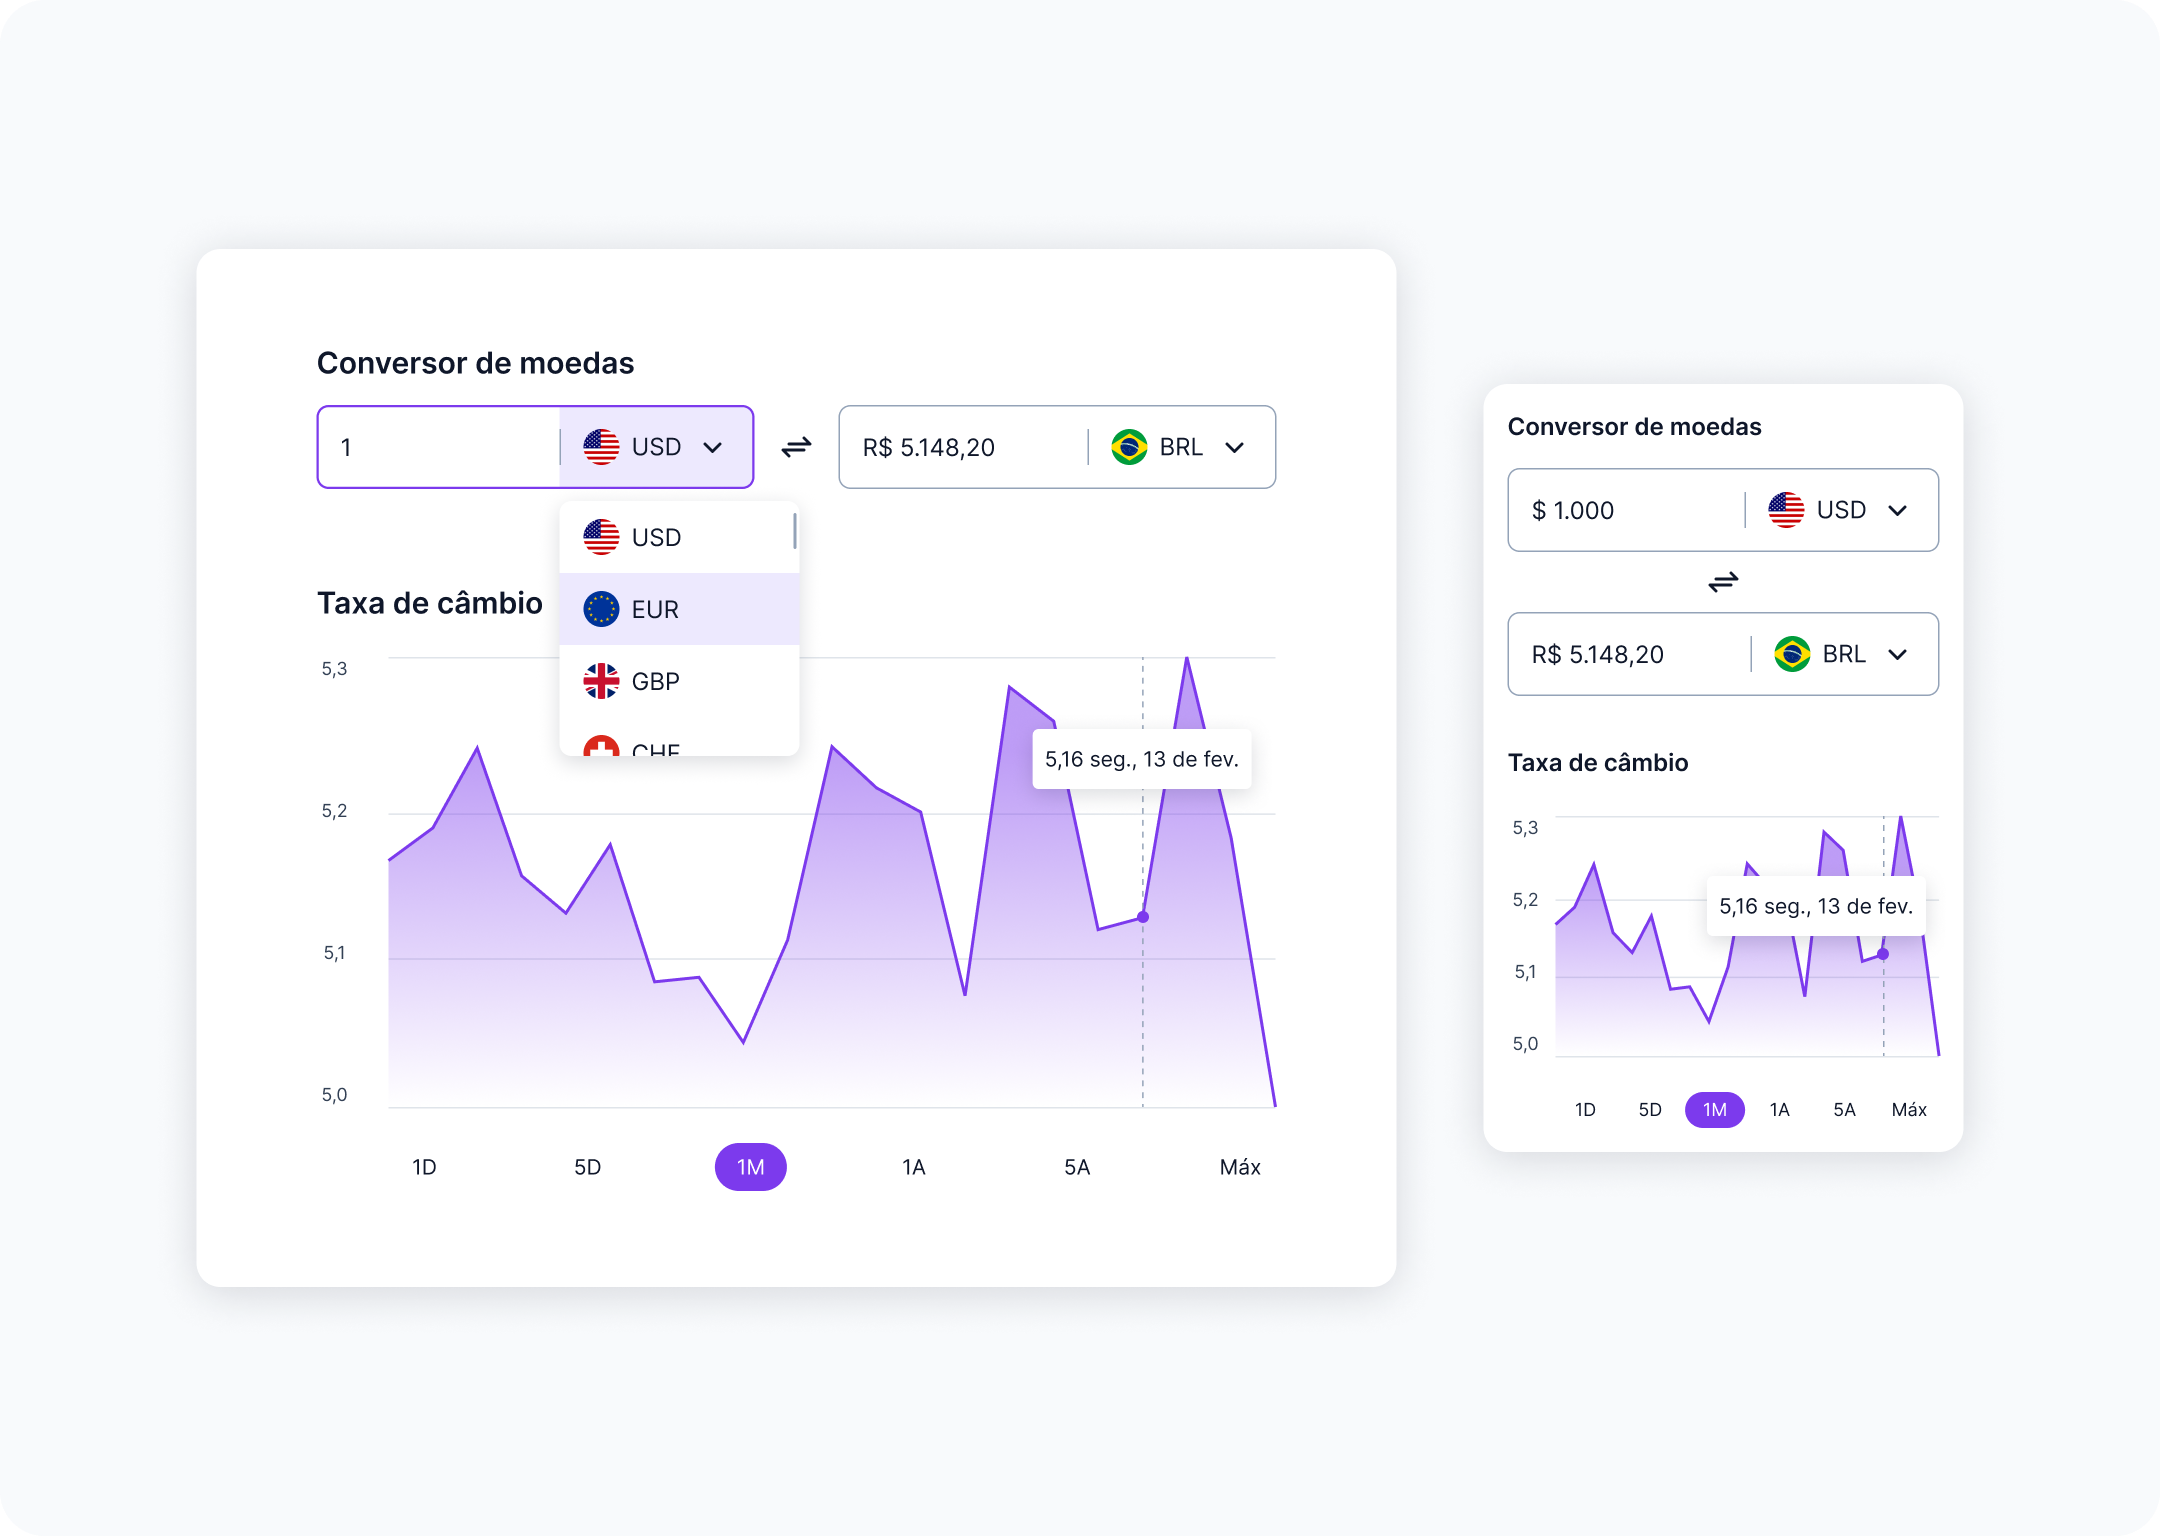 Conversor de moedas
1 USD
R$ 5.148,20 BRL
USD
EUR
GBP
CHF
Taxa de câmbio
5,3
5,2
5,1
5,0
5,16 seg., 13 de fev.
1D 5D 1M 1A 5A Máx
Conversor de moedas
$ 1.000 USD
R$ 5.148,20 BRL
Taxa de câmbio
5,3
5,2
5,1
5,0
5,16 seg., 13 de fev.
1D 5D 1M 1A 5A Máx